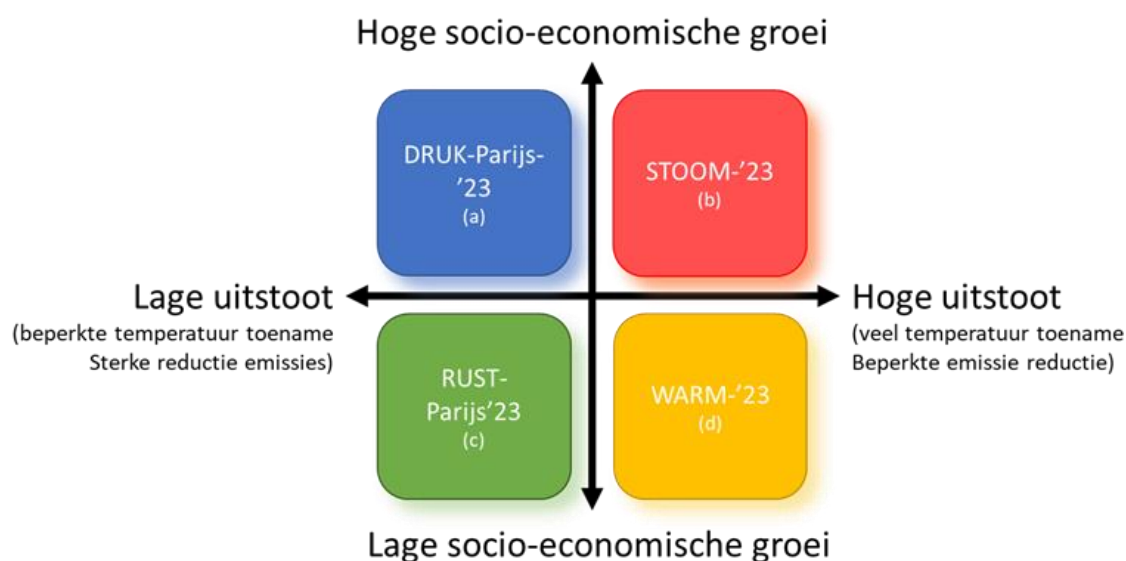 Hoge socio-economische groei
DRUK-Parijs-
’23
(a)
STOOM-’23
(b)
Lage uitstoot
(beperkte temperatuur toename
Sterke reductie emissies)
Hoge uitstoot
(veel temperatuur toename
Beperkte emissie reductie)
RUST-
Parijs’23
(c)
WARM-’23
(d)
Lage socio-economische groei